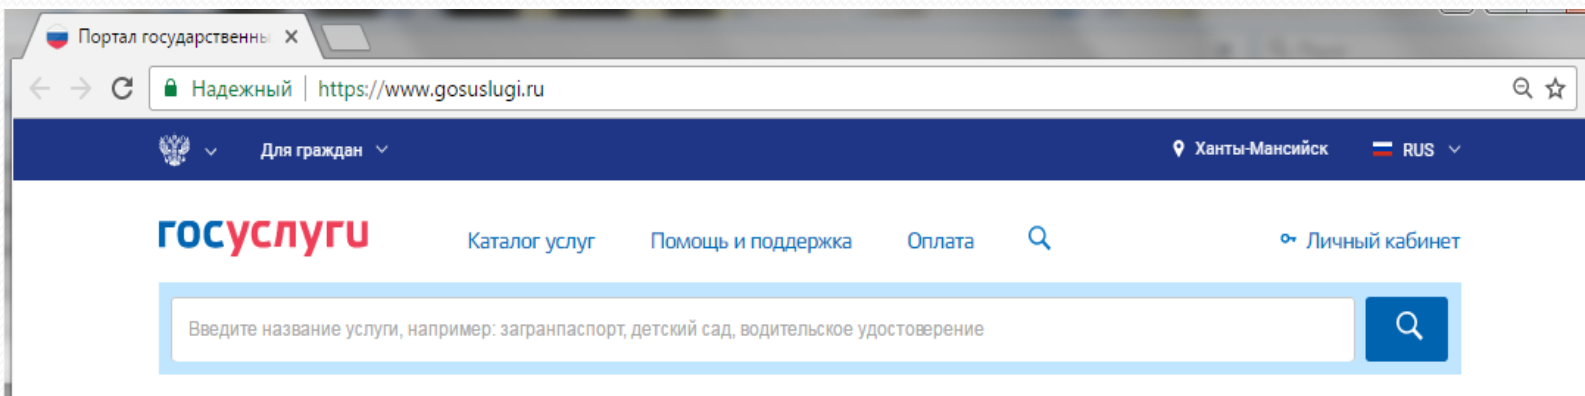 Портал государственны
Надежный | https://www.gosuslugi.ru
Для граждан Ханты-Мансийск RUS
госуслуги Каталог услуг Помощь и поддержка Оплата Личный кабинет
Введите название услуги, например: загранпаспорт, детский сад, водительское удостоверение